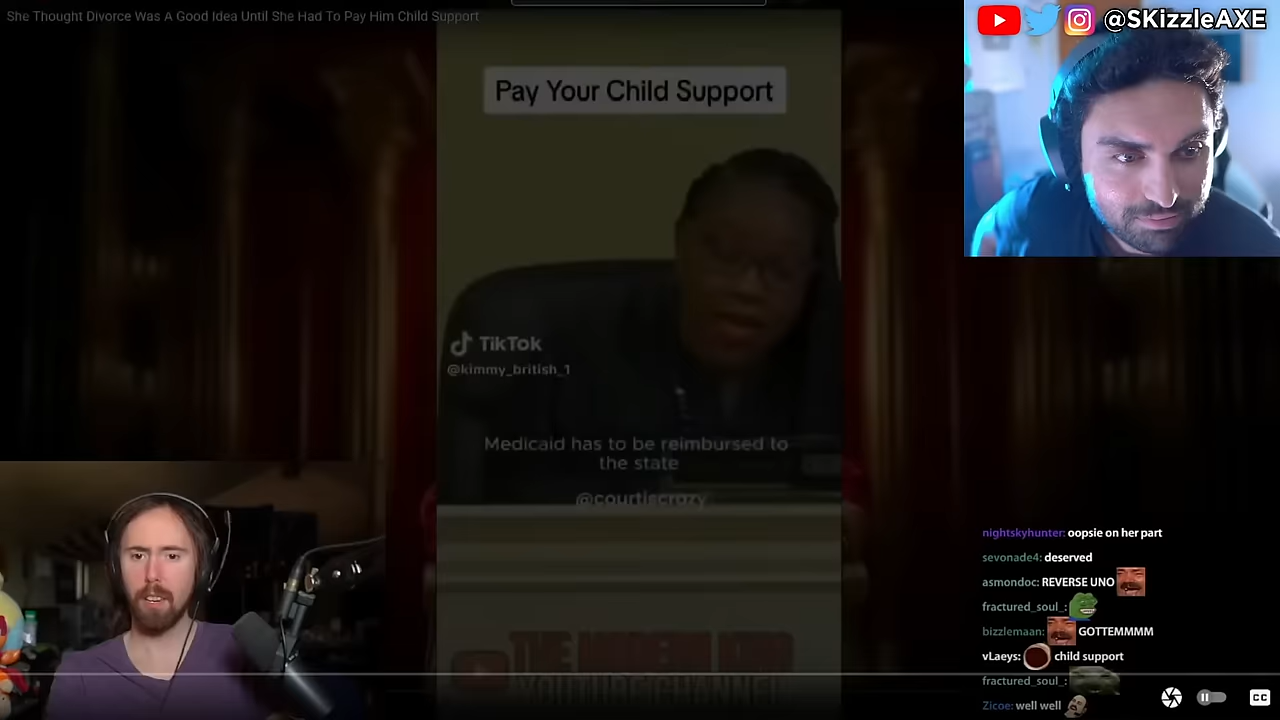 She Thought Divorce Was A Good Idea Until She Had To Pay Him Child Support
@SKizzleAXE
Pay Your Child Support
TikTok
@kimmy_british_1
Medicaid has to be reimbursed to
the state
@courtiscrazy
nightskyhunter: oopsie on her part
sevonade4: deserved
asmondoc: REVERSE UNO
fractured_soul_:
bizzlemaan: GOTTEMMMM
vLaeys: child support
fractured_soul_:
Zicoe: well well
CC